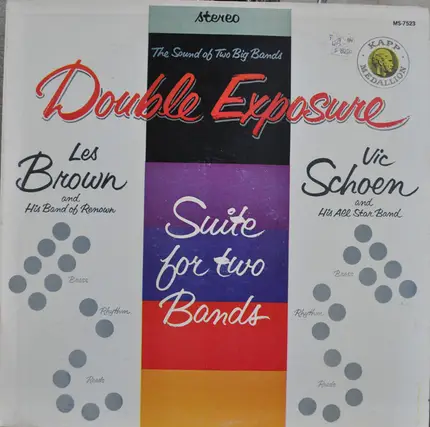 stereo
MS-7523
The Sound of Two Big Bands
KAPP
MEDALLION
Double Exposure
Les
Brown
and
His Band of Renown
Vic
Schoen
and
His All Star Band
Suite
for two
Bands
Brass
Rhythm
Reeds
Brass
Rhythm
Reeds